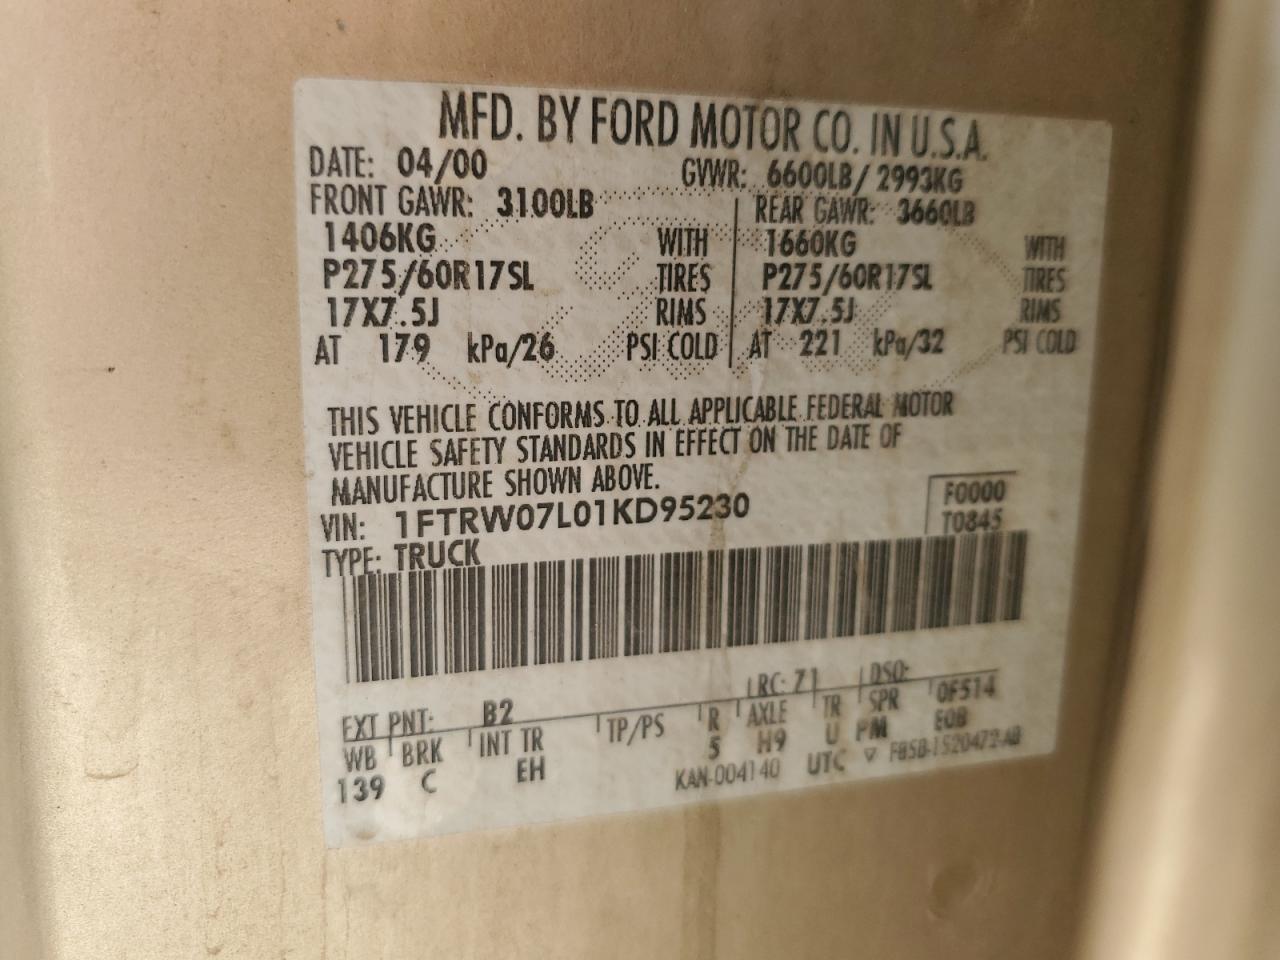 MFD. BY FORD MOTOR CO. IN U.S.A.
DATE: 04/00 GVWR: 6600LB/ 2993KG
FRONT GAWR: 3100LB REAR GAWR: 3660LB
1406KG WITH 1660KG WITH
P275/60R17SL TIRES P275/60R17SL TIRES
17X7.5J RIMS 17X7.5J RIMS
AT 179 kPa/26 PSI COLD AT 221 kPa/32 PSI COLD
THIS VEHICLE CONFORMS TO ALL APPLICABLE FEDERAL MOTOR
VEHICLE SAFETY STANDARDS IN EFFECT ON THE DATE OF
MANUFACTURE SHOWN ABOVE.
VIN: 1FTRW07L01KD95230 F0000
TYPE: TRUCK T0845
EXT PNT: B2 RC: 71 DSO:
WB BRK INT TR TP/PS R AXLE TR SPR 0F514
139 C EH 5 H9 U PM E0B
KAN-004140 UTC ▽ F85B-1520472-AB